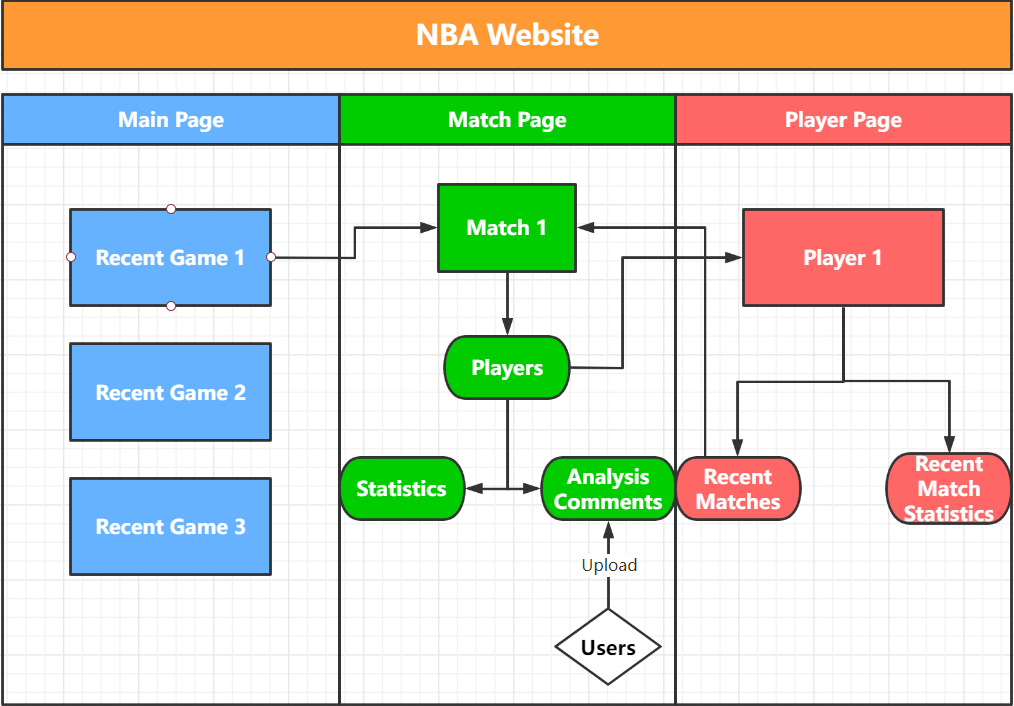 NBA Website
Main Page
Match Page
Player Page
Recent Game 1
Match 1
Player 1
Recent Game 2
Players
Statistics
Analysis
Comments
Recent
Matches
Recent
Match
Statistics
Recent Game 3
Upload
Users